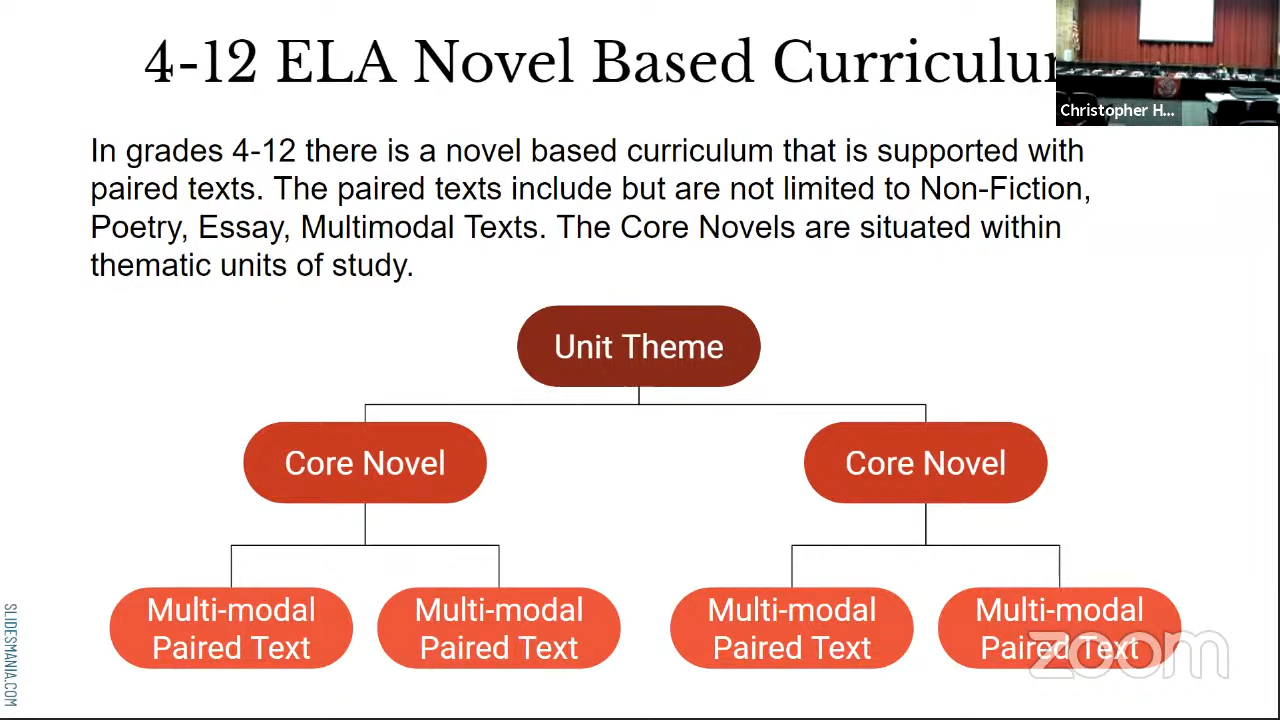 4-12 ELA Novel Based Curriculu
Christopher H...
In grades 4-12 there is a novel based curriculum that is supported with
paired texts. The paired texts include but are not limited to Non-Fiction,
Poetry, Essay, Multimodal Texts. The Core Novels are situated within
thematic units of study.
Unit Theme
Core Novel
Core Novel
Multi-modal
Paired Text
Multi-modal
Paired Text
Multi-modal
Paired Text
Multi-modal
Paired Text
zoom
SLIDESMANIA.COM